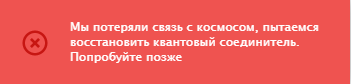 Мы потеряли связь с космосом, пытаемся
восстановить квантовый соединитель.
Попробуйте позже